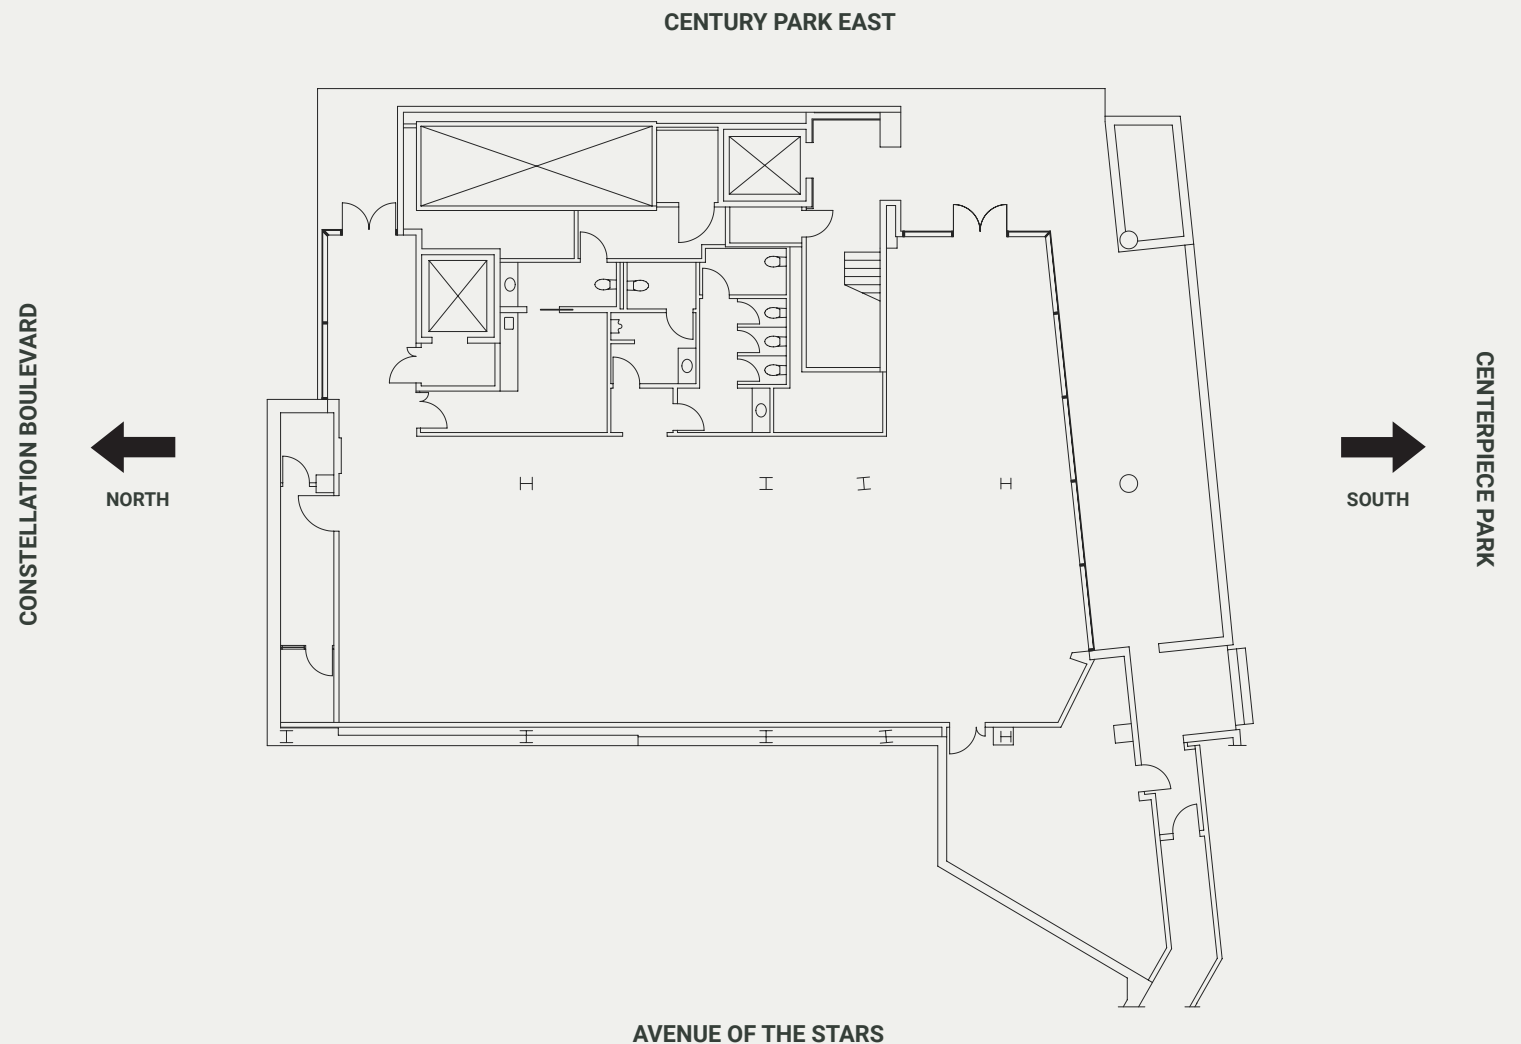 CENTURY PARK EAST
CONSTELLATION BOULEVARD
NORTH
SOUTH
CENTERPIECE PARK
AVENUE OF THE STARS